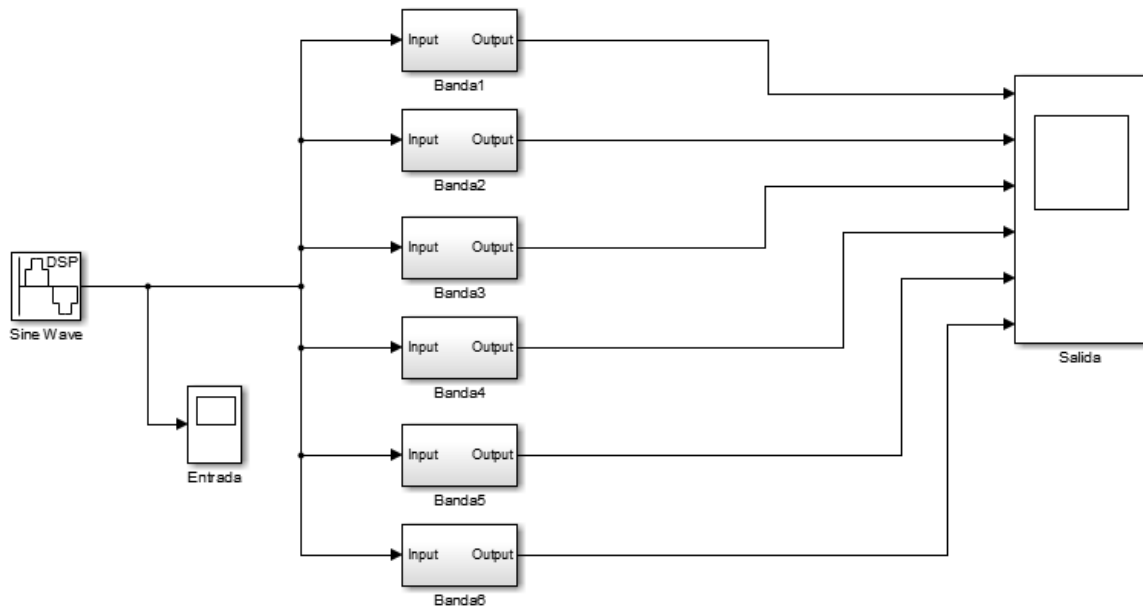 Input Output
Banda1
Input Output
Banda2
Input Output
Banda3
DSP
Sine Wave
Input Output
Banda4
Salida
Entrada
Input Output
Banda5
Input Output
Banda6